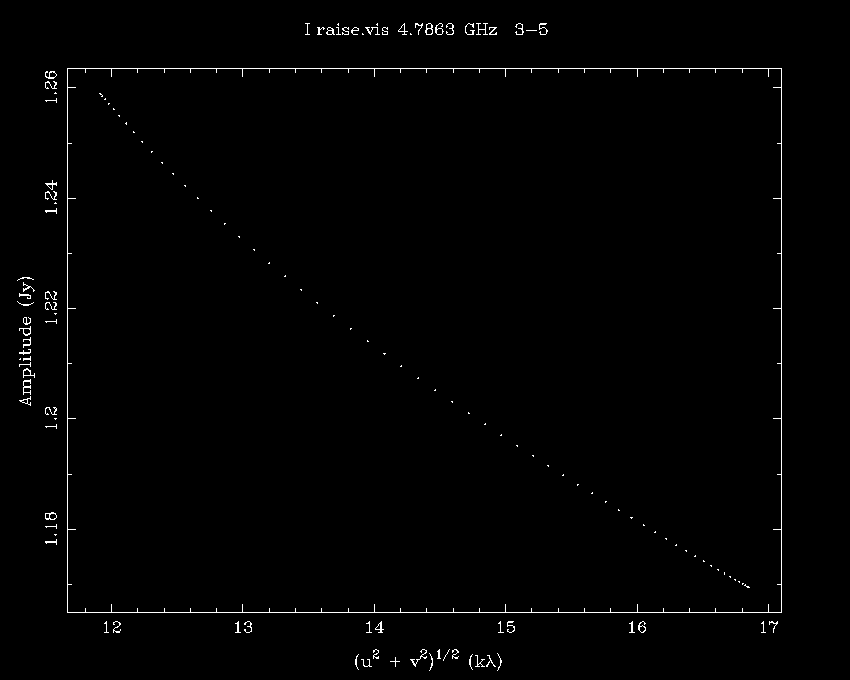 I raise.vis 4.7863 GHz 3−5
1.26
1.24
1.22
1.2
1.18
Amplitude (Jy)
12 13 14 15 16 17
(u² + v²)^1/2 (kλ)